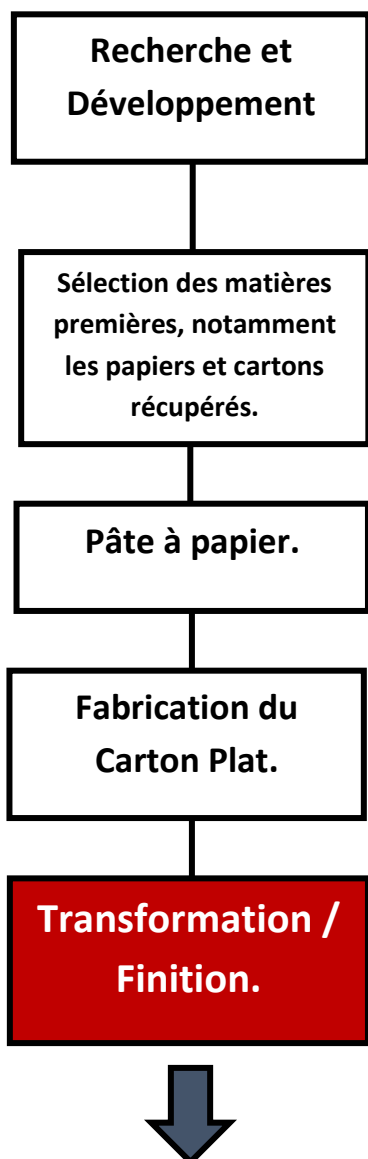 Recherche et
Développement
Sélection des matières
premières, notamment
les papiers et cartons
récupérés.
Pâte à papier.
Fabrication du
Carton Plat.
Transformation /
Finition.